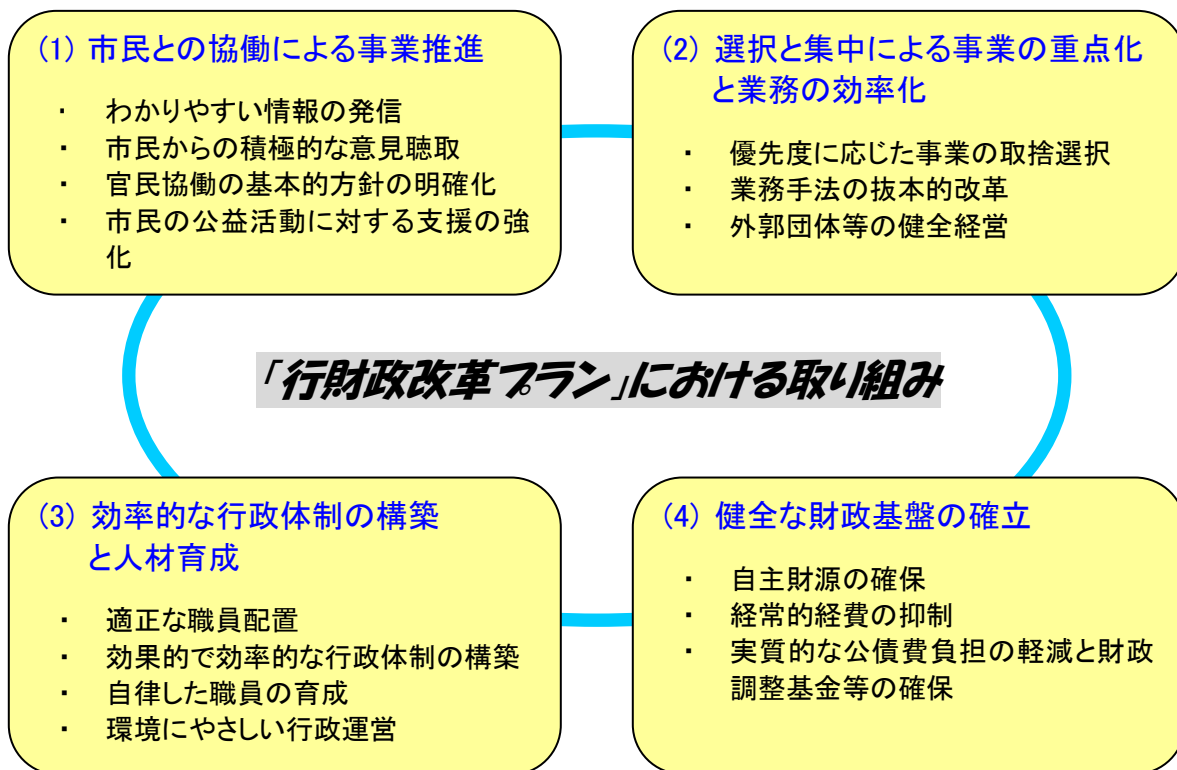 (1) 市民との協働による事業推進
・ わかりやすい情報の発信
・ 市民からの積極的な意見聴取
・ 官民協働の基本的方針の明確化
・ 市民の公益活動に対する支援の強
化
(2) 選択と集中による事業の重点化
と業務の効率化
・ 優先度に応じた事業の取捨選択
・ 業務手法の抜本的改革
・ 外郭団体等の健全経営
「行財政改革プラン」における取り組み
(3) 効率的な行政体制の構築
と人材育成
・ 適正な職員配置
・ 効果的で効率的な行政体制の構築
・ 自律した職員の育成
・ 環境にやさしい行政運営
(4) 健全な財政基盤の確立
・ 自主財源の確保
・ 経常的経費の抑制
・ 実質的な公債費負担の軽減と財政
調整基金等の確保